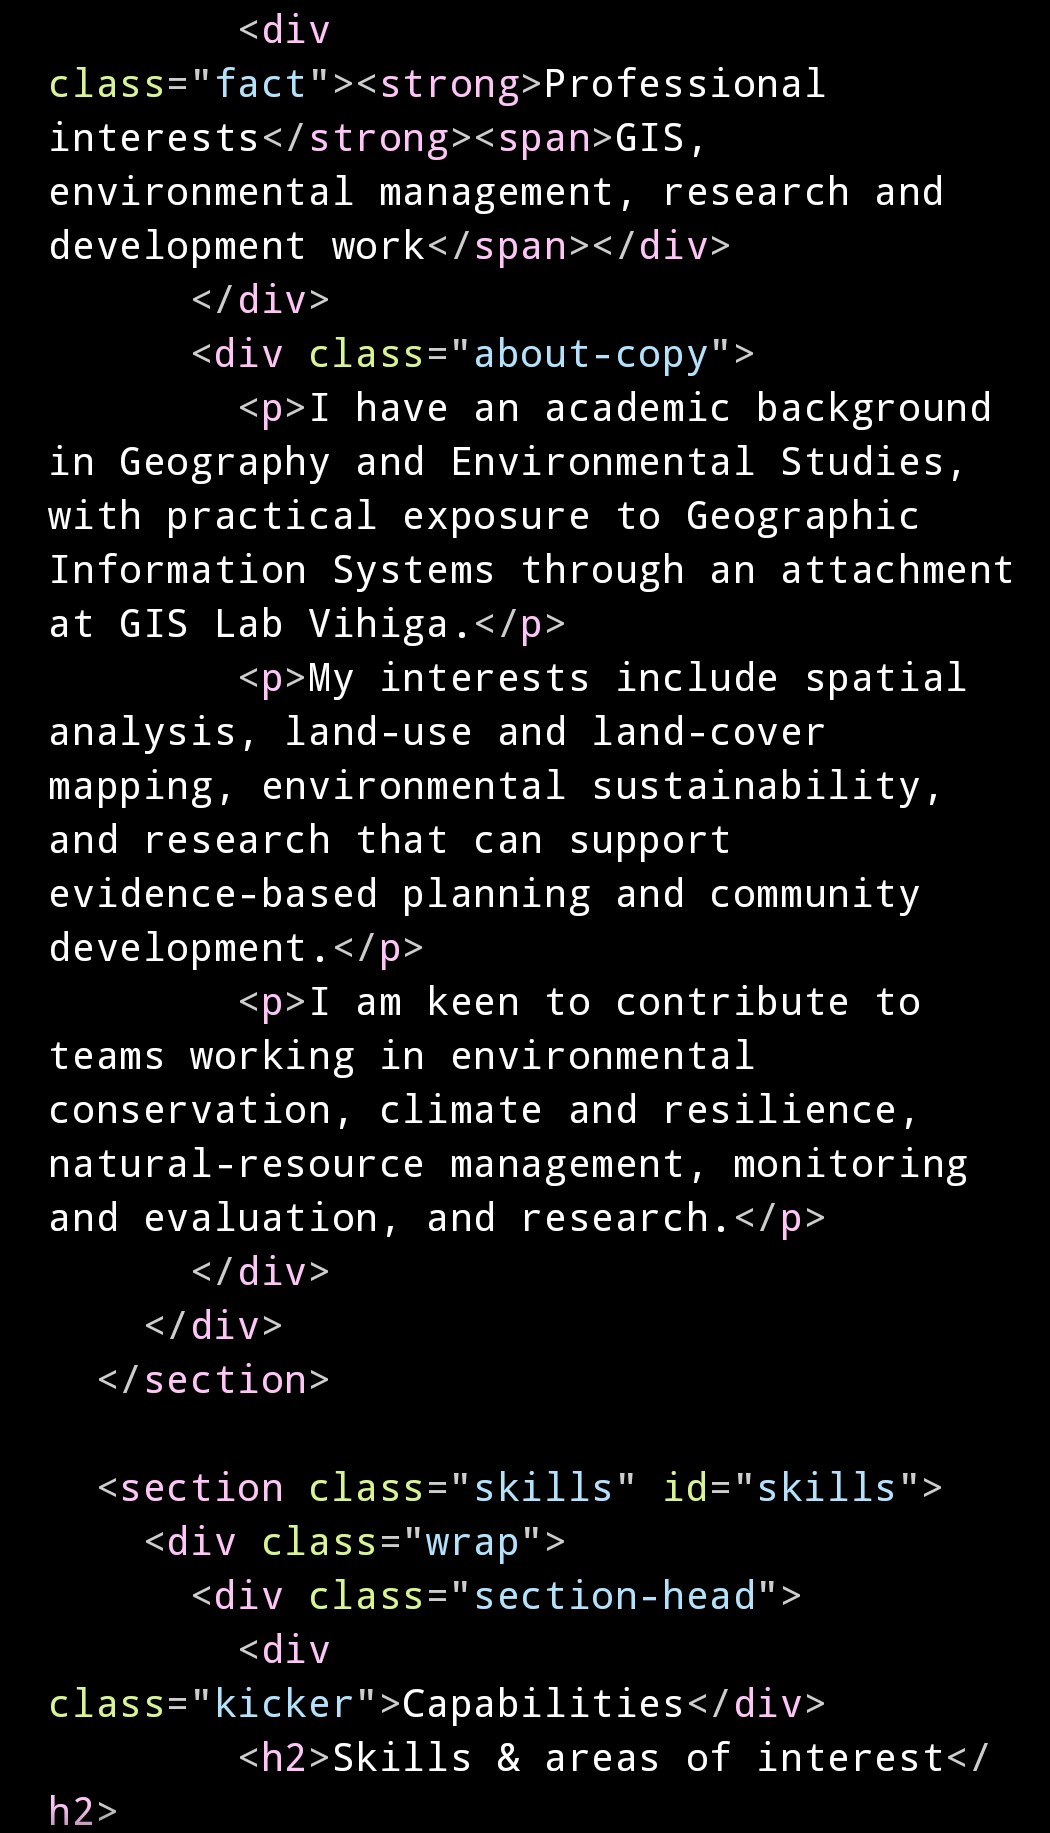 <div
class="fact"><strong>Professional
interests</strong><span>GIS,
environmental management, research and
development work</span></div>
</div>
<div class="about-copy">
<p>I have an academic background
in Geography and Environmental Studies,
with practical exposure to Geographic
Information Systems through an attachment
at GIS Lab Vihiga.</p>
<p>My interests include spatial
analysis, land-use and land-cover
mapping, environmental sustainability,
and research that can support
evidence-based planning and community
development.</p>
<p>I am keen to contribute to
teams working in environmental
conservation, climate and resilience,
natural-resource management, monitoring
and evaluation, and research.</p>
</div>
</div>
</section>
<section class="skills" id="skills">
<div class="wrap">
<div class="section-head">
<div
class="kicker">Capabilities</div>
<h2>Skills & areas of interest</
h2>